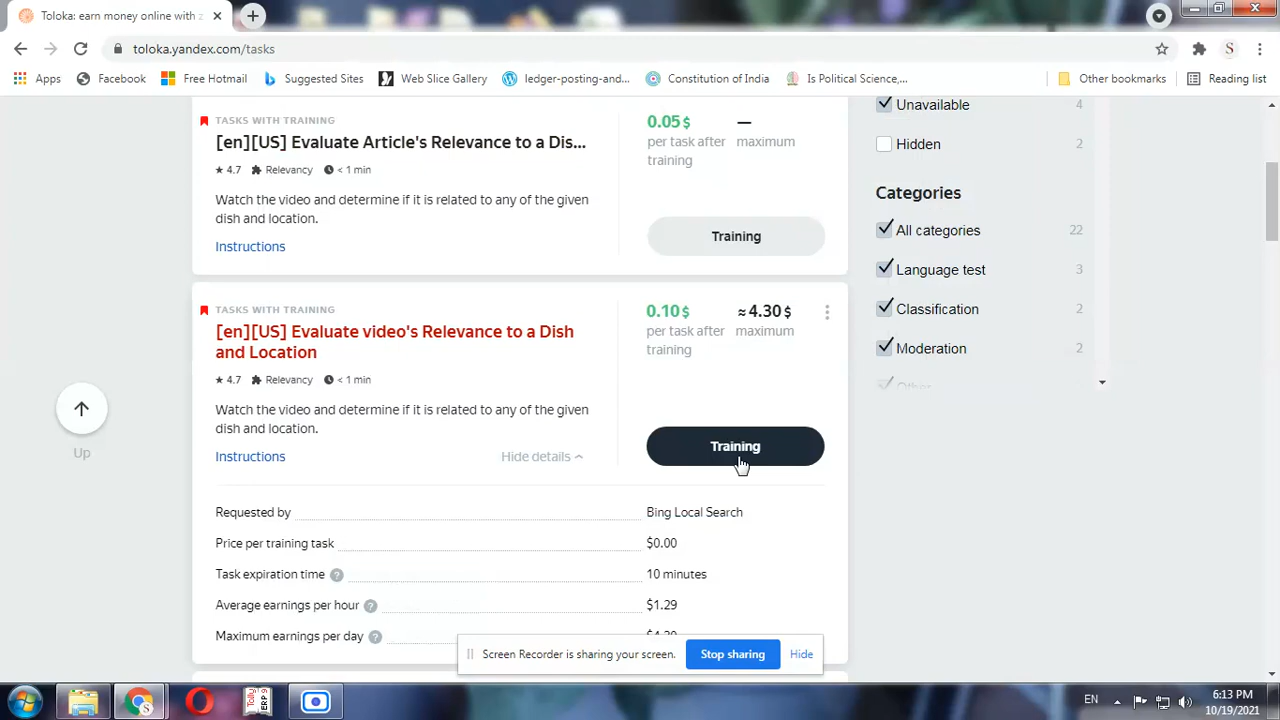 Toloka: earn money online with z
toloka.yandex.com/tasks
S
Apps
Facebook
Free Hotmail
Suggested Sites
Web Slice Gallery
ledger-posting-and...
Constitution of India
Is Political Science,...
Other bookmarks
Reading list
TASKS WITH TRAINING
[en][US] Evaluate Article's Relevance to a Dis...
4.7 Relevancy < 1 min
Watch the video and determine if it is related to any of the given
dish and location.
Instructions
0.05 $
per task after
training
—
maximum
Training
TASKS WITH TRAINING
[en][US] Evaluate video's Relevance to a Dish
and Location
4.7 Relevancy < 1 min
Watch the video and determine if it is related to any of the given
dish and location.
Instructions
Hide details
0.10 $
per task after
training
≈ 4.30 $
maximum
Training
Requested by Bing Local Search
Price per training task $0.00
Task expiration time ? 10 minutes
Average earnings per hour ? $1.29
Maximum earnings per day ? $4.30
Unavailable 4
Hidden 2
Categories
All categories 22
Language test 3
Classification 2
Moderation 2
Other
Up
Screen Recorder is sharing your screen.
Stop sharing
Hide
Tally
ERP 9
EN
6:13 PM
10/19/2021